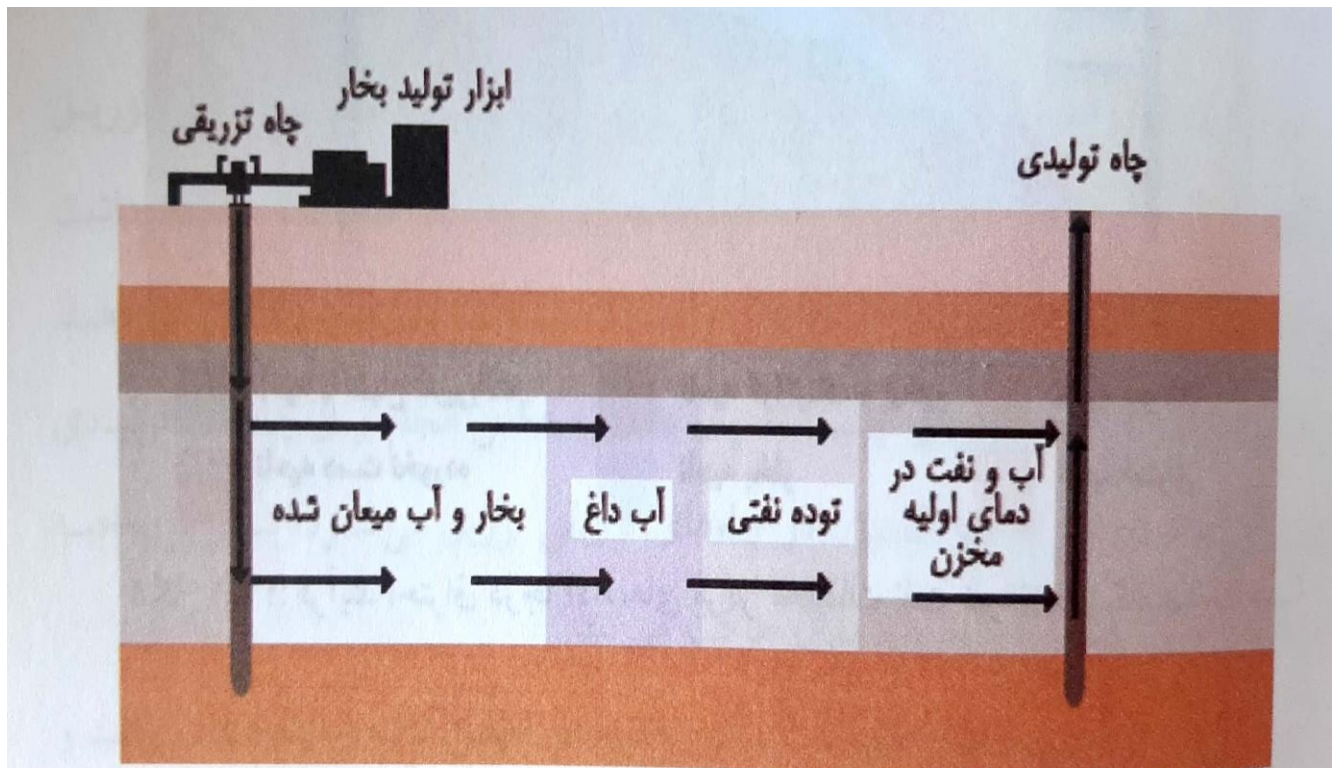 ابزار تولید بخار
چاه تزریقی
چاه تولیدی
بخار و آب میعان شده
آب داغ
توده نفتی
آب و نفت در
دمای اولیه
مخزن